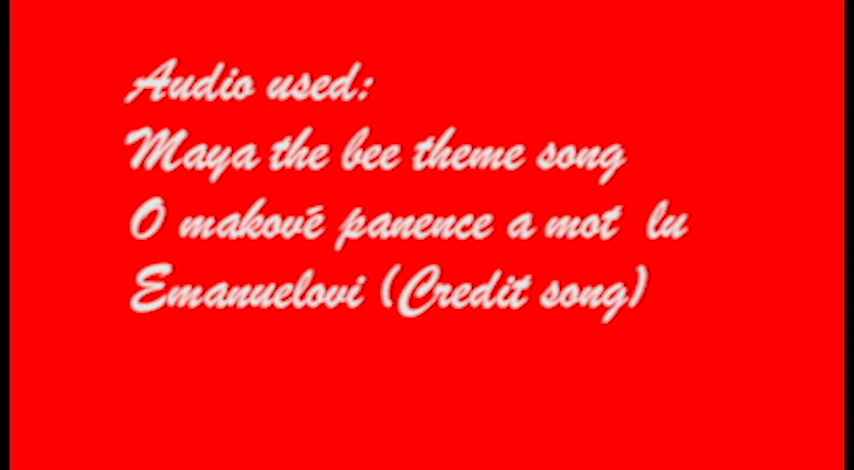 Audio used:
Maya the bee theme song
O makové panence a mot lu
Emanuelovi (Credit song)